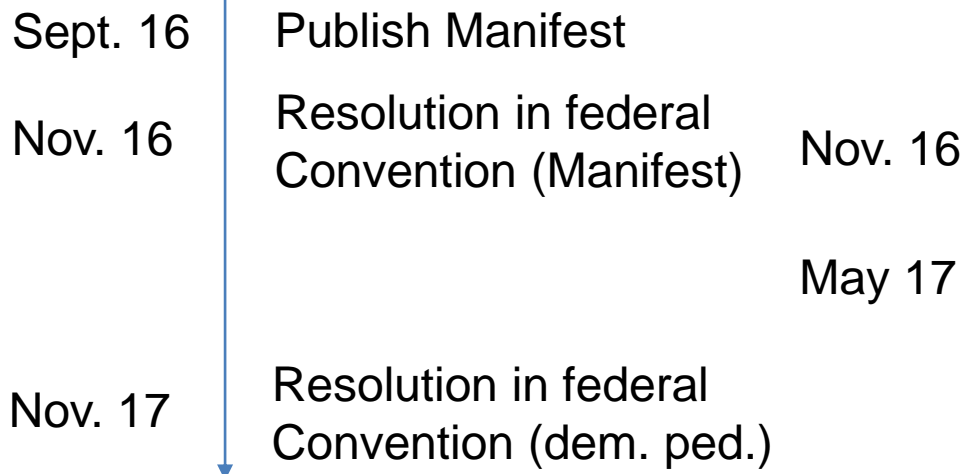 Sept. 16
Publish Manifest
Nov. 16
Resolution in federal
Convention (Manifest)
Nov. 16
May 17
Nov. 17
Resolution in federal
Convention (dem. ped.)